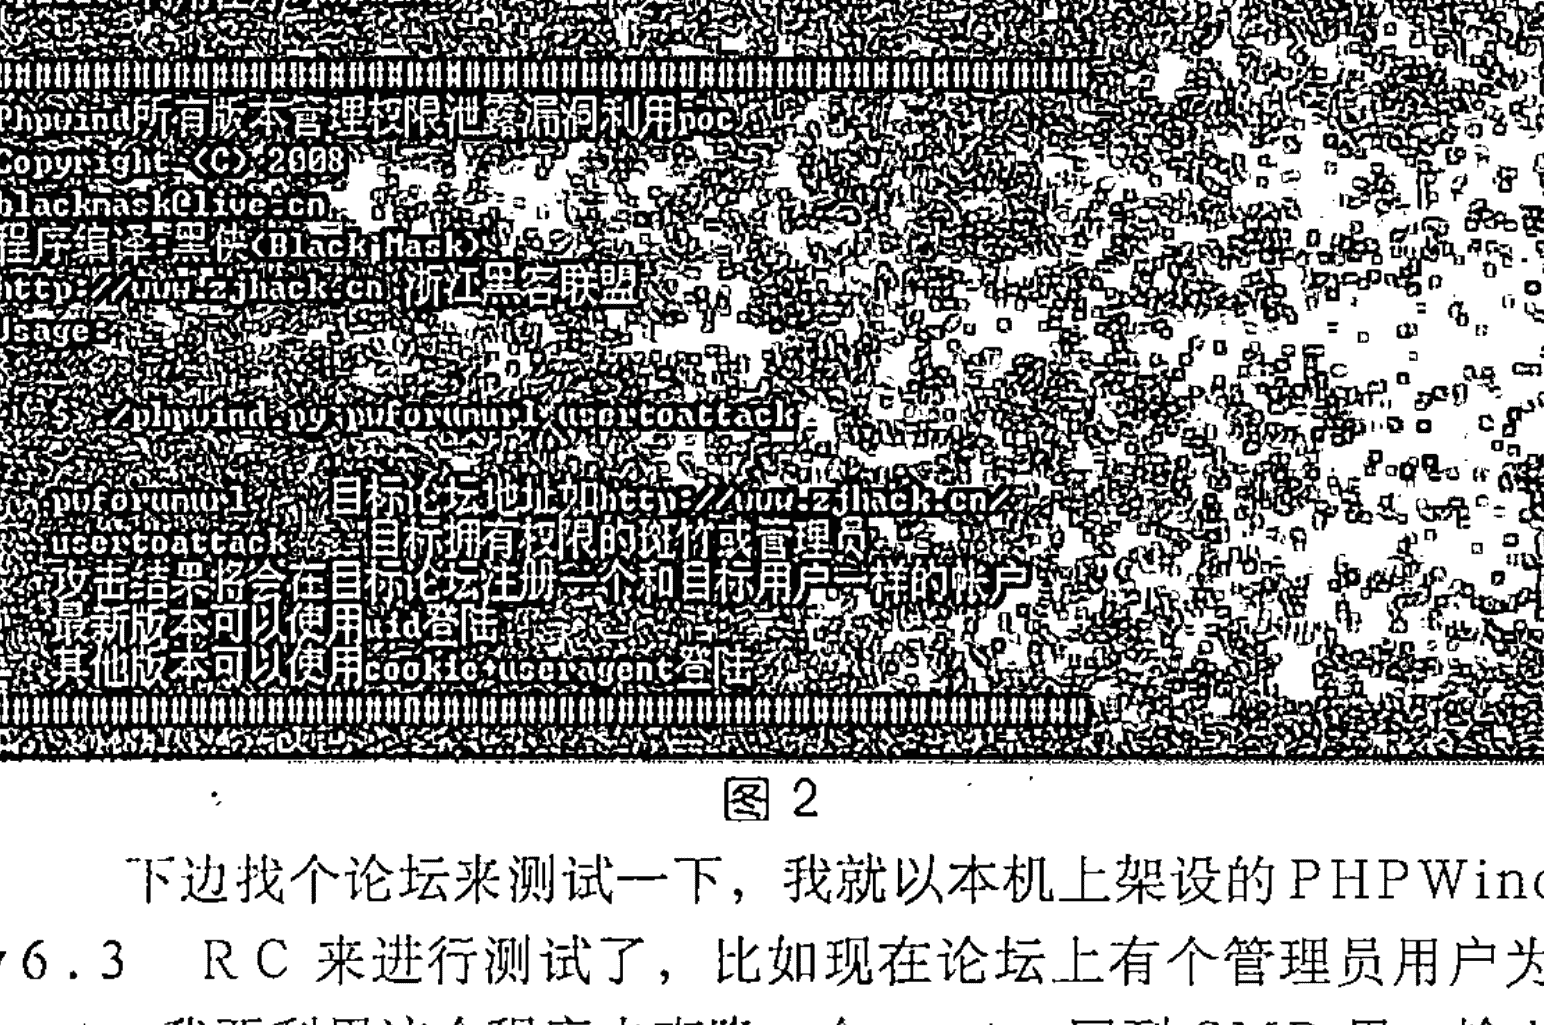 ########################################################
Phpwind所有版本管理权限泄露漏洞利用poc
Copyright (C) 2008
blackmask@live.cn
程序编译:黑侠(Black Mask)
http://www.zjhack.cn 浙江黑客联盟
Usage:
$ ./phpwind.py pwforumurl usertoattack
pwforumurl 目标论坛地址如http://www.zjhack.cn/
usertoattack 目标拥有权限的斑竹或管理员
攻击结果将会在目标论坛注册一个和目标用户一样的帐户
最新版本可以使用uid登陆
其他版本可以使用cookie+useragent登陆
########################################################
图 2
下边找个论坛来测试一下，我就以本机上架设的PHPWind
v6.3 RC 来进行测试了，比如现在论坛上有个管理员用户为